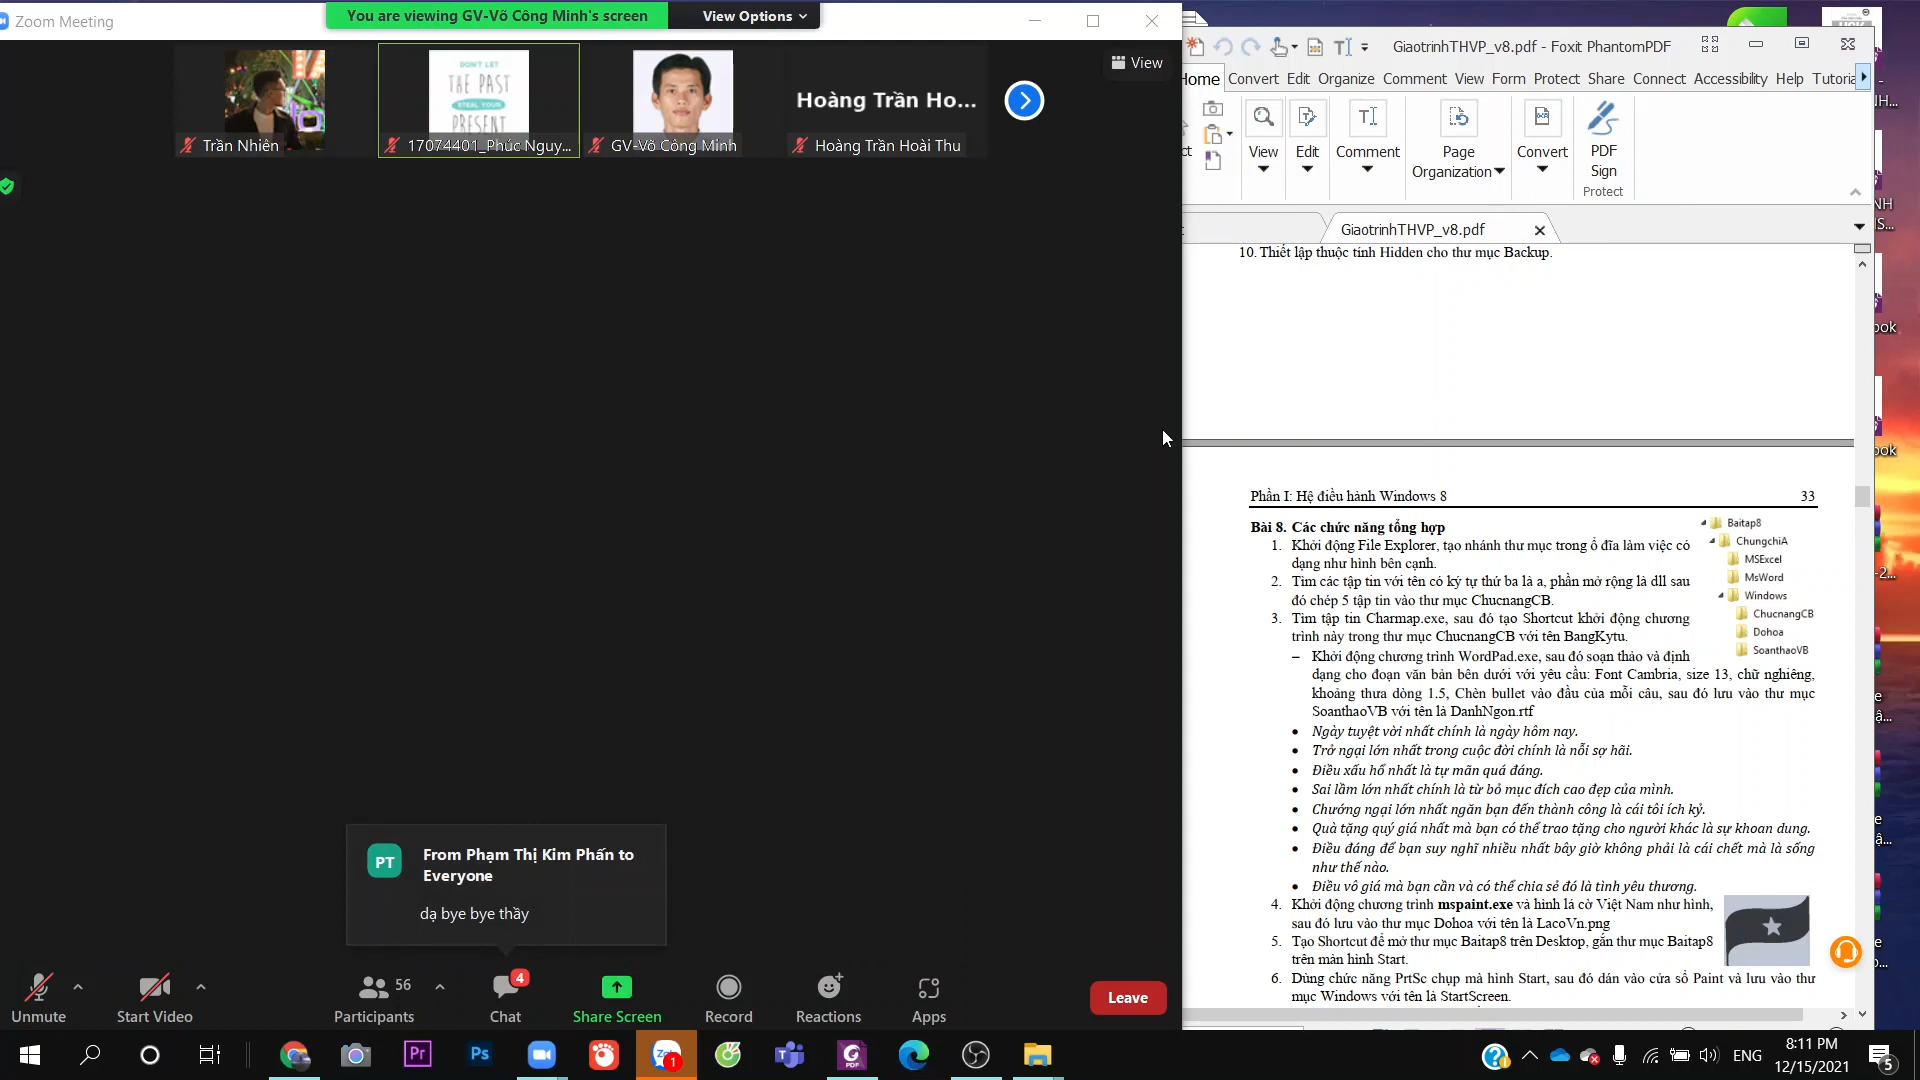 Zoom Meeting
You are viewing GV-Võ Công Minh's screen
View Options
DON'T LET
THE PAST
STEAL YOUR
PRESENT
Hoàng Trần Ho...
View
Trần Nhiên
17074401_Phúc Nguy...
GV-Võ Công Minh
Hoàng Trần Hoài Thu
From Phạm Thị Kim Phấn to
Everyone
PT
dạ bye bye thầy
Unmute
Start Video
56
Participants
4
Chat
Share Screen
Record
Reactions
Apps
Leave
GiaotrinhTHVP_v8.pdf - Foxit PhantomPDF
Home Convert Edit Organize Comment View Form Protect Share Connect Accessibility Help Tutoria
View
Edit
Comment
Page
Organization
Convert
PDF
Sign
Protect
GiaotrinhTHVP_v8.pdf
10. Thiết lập thuộc tính Hidden cho thư mục Backup.
Phần I: Hệ điều hành Windows 8 33
Bài 8. Các chức năng tổng hợp
1. Khởi động File Explorer, tạo nhánh thư mục trong ổ đĩa làm việc có
dạng như hình bên cạnh.
2. Tìm các tập tin với tên có ký tự thứ ba là a, phần mở rộng là dll sau
đó chép 5 tập tin vào thư mục ChucnangCB.
3. Tìm tập tin Charmap.exe, sau đó tạo Shortcut khởi động chương
trình này trong thư mục ChucnangCB với tên BangKytu.
– Khởi động chương trình WordPad.exe, sau đó soạn thảo và định
dạng cho đoạn văn bản bên dưới với yêu cầu: Font Cambria, size 13, chữ nghiêng,
khoảng thưa dòng 1.5, Chèn bullet vào đầu của mỗi câu, sau đó lưu vào thư mục
SoanthaoVB với tên là DanhNgon.rtf
• Ngày tuyệt vời nhất chính là ngày hôm nay.
• Trở ngại lớn nhất trong cuộc đời chính là nỗi sợ hãi.
• Điều xấu hổ nhất là tự mãn quá đáng.
• Sai lầm lớn nhất chính là từ bỏ mục đích cao đẹp của mình.
• Chướng ngại lớn nhất ngăn bạn đến thành công là cái tôi ích kỷ.
• Quà tặng quý giá nhất mà bạn có thể trao tặng cho người khác là sự khoan dung.
• Điều đáng để bạn suy nghĩ nhiều nhất bây giờ không phải là cái chết mà là sống
như thế nào.
• Điều vô giá mà bạn cần và có thể chia sẻ đó là tình yêu thương.
4. Khởi động chương trình mspaint.exe và hình lá cờ Việt Nam như hình,
sau đó lưu vào thư mục Dohoa với tên là LacoVn.png
5. Tạo Shortcut để mở thư mục Baitap8 trên Desktop, gắn thư mục Baitap8
trên màn hình Start.
6. Dùng chức năng PrtSc chụp mà hình Start, sau đó dán vào cửa sổ Paint và lưu vào thư
mục Windows với tên là StartScreen.
Baitap8
ChungchiA
MSExcel
MsWord
Windows
ChucnangCB
Dohoa
SoanthaoVB
Pr
Ps
Zalo
1
PDF
ENG
8:11 PM
12/15/2021
5